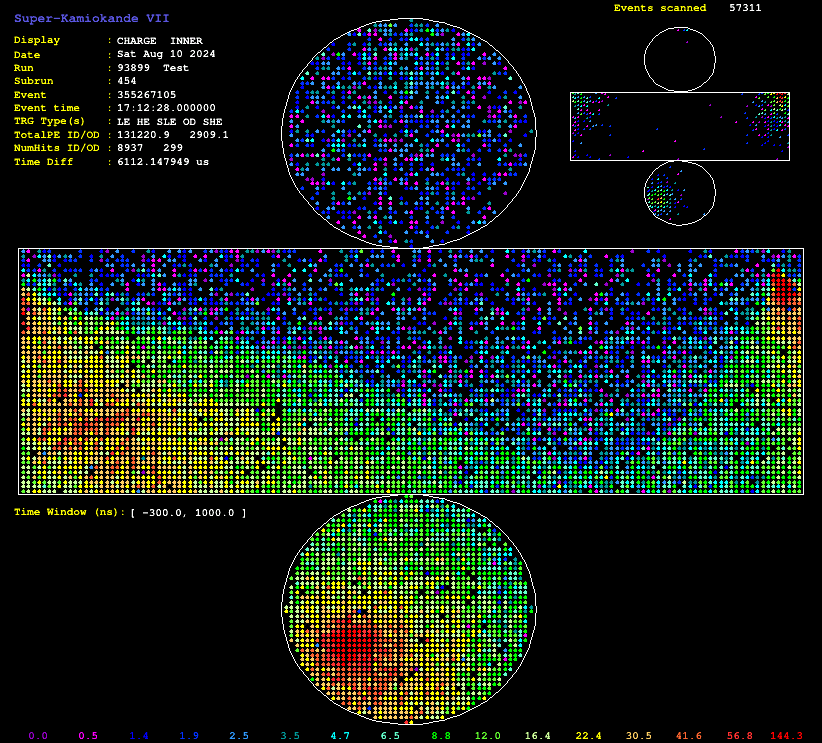 Super-Kamiokande VII
Events scanned 57311
Display : CHARGE INNER
Date : Sat Aug 10 2024
Run : 93899 Test
Subrun : 454
Event : 355267105
Event time : 17:12:28.000000
TRG Type(s) : LE HE SLE OD SHE
TotalPE ID/OD : 131220.9 2909.1
NumHits ID/OD : 8937 299
Time Diff : 6112.147949 us
Time Window (ns): [ -300.0, 1000.0 ]
0.0 0.5 1.4 1.9 2.5 3.5 4.7 6.5 8.8 12.0 16.4 22.4 30.5 41.6 56.8 144.3